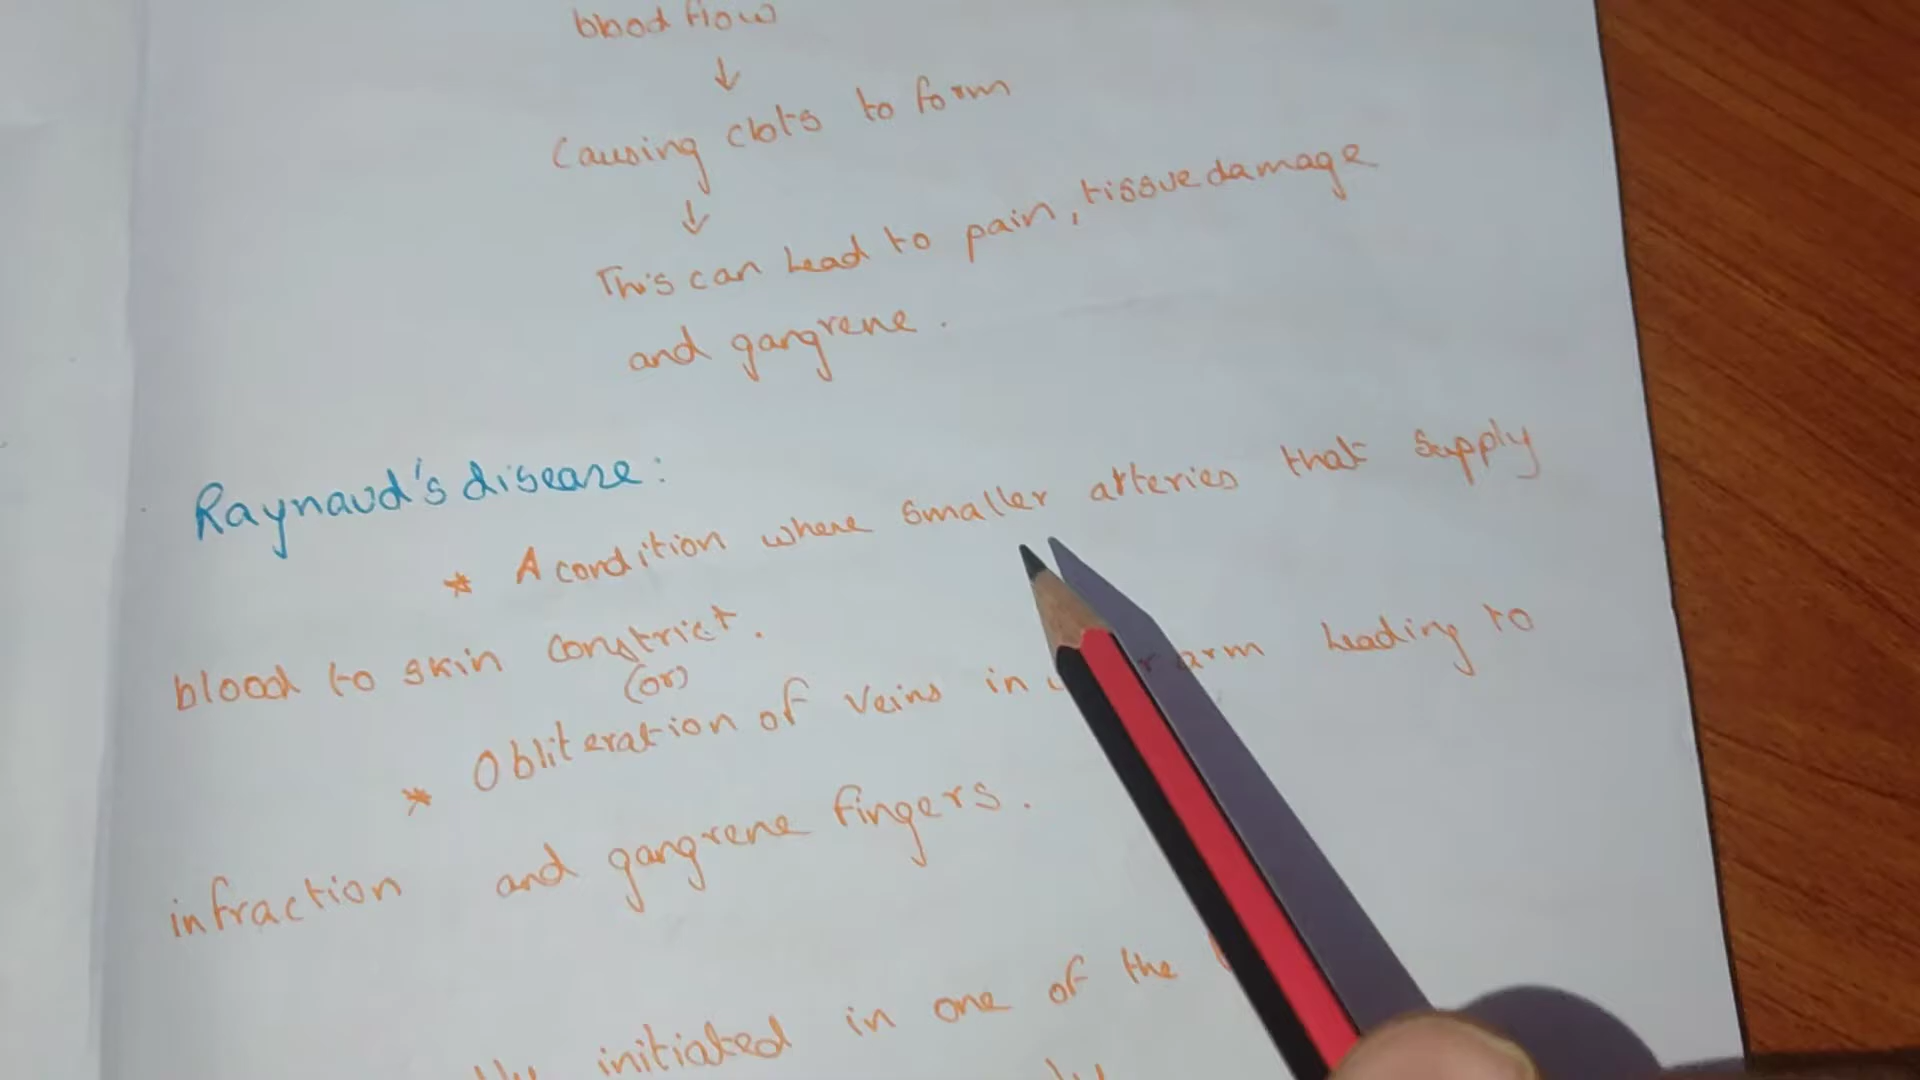 blood flow
↓
Causing clots to form
↓
This can lead to pain, tissue damage
and gangrene.
Raynaud's disease:
* A condition where smaller arteries that supply
blood to skin constrict.
(or)
* Obliteration of veins in arm leading to
infraction and gangrene fingers.
initiated in one of the